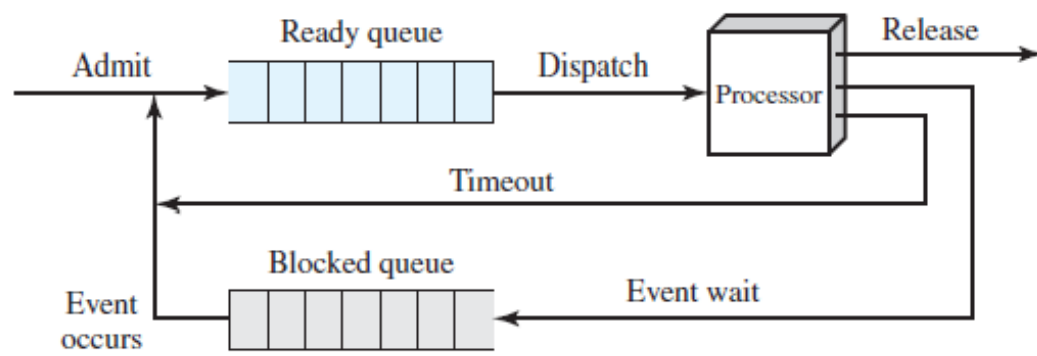 Ready queue
Release
Admit
Dispatch
Processor
Timeout
Blocked queue
Event wait
Event
occurs